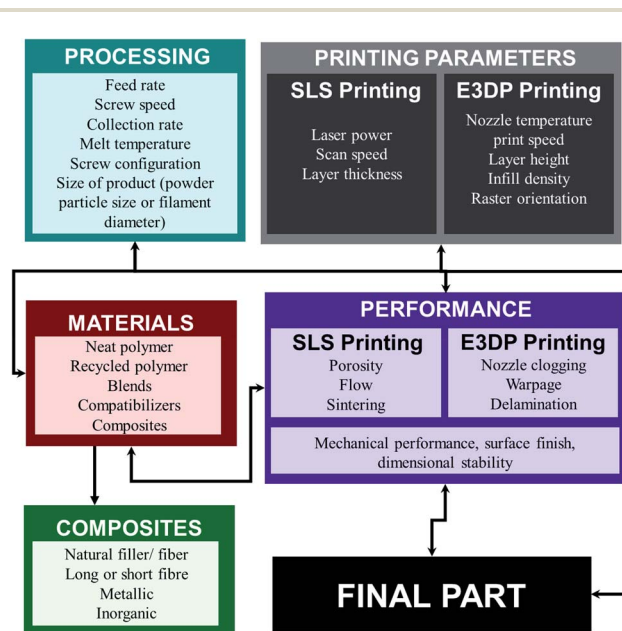 PROCESSING
Feed rate
Screw speed
Collection rate
Melt temperature
Screw configuration
Size of product (powder
particle size or filament
diameter)
PRINTING PARAMETERS
SLS Printing
Laser power
Scan speed
Layer thickness
E3DP Printing
Nozzle temperature
print speed
Layer height
Infill density
Raster orientation
MATERIALS
Neat polymer
Recycled polymer
Blends
Compatibilizers
Composites
PERFORMANCE
SLS Printing
Porosity
Flow
Sintering
E3DP Printing
Nozzle clogging
Warpage
Delamination
Mechanical performance, surface finish,
dimensional stability
COMPOSITES
Natural filler/ fiber
Long or short fibre
Metallic
Inorganic
FINAL PART